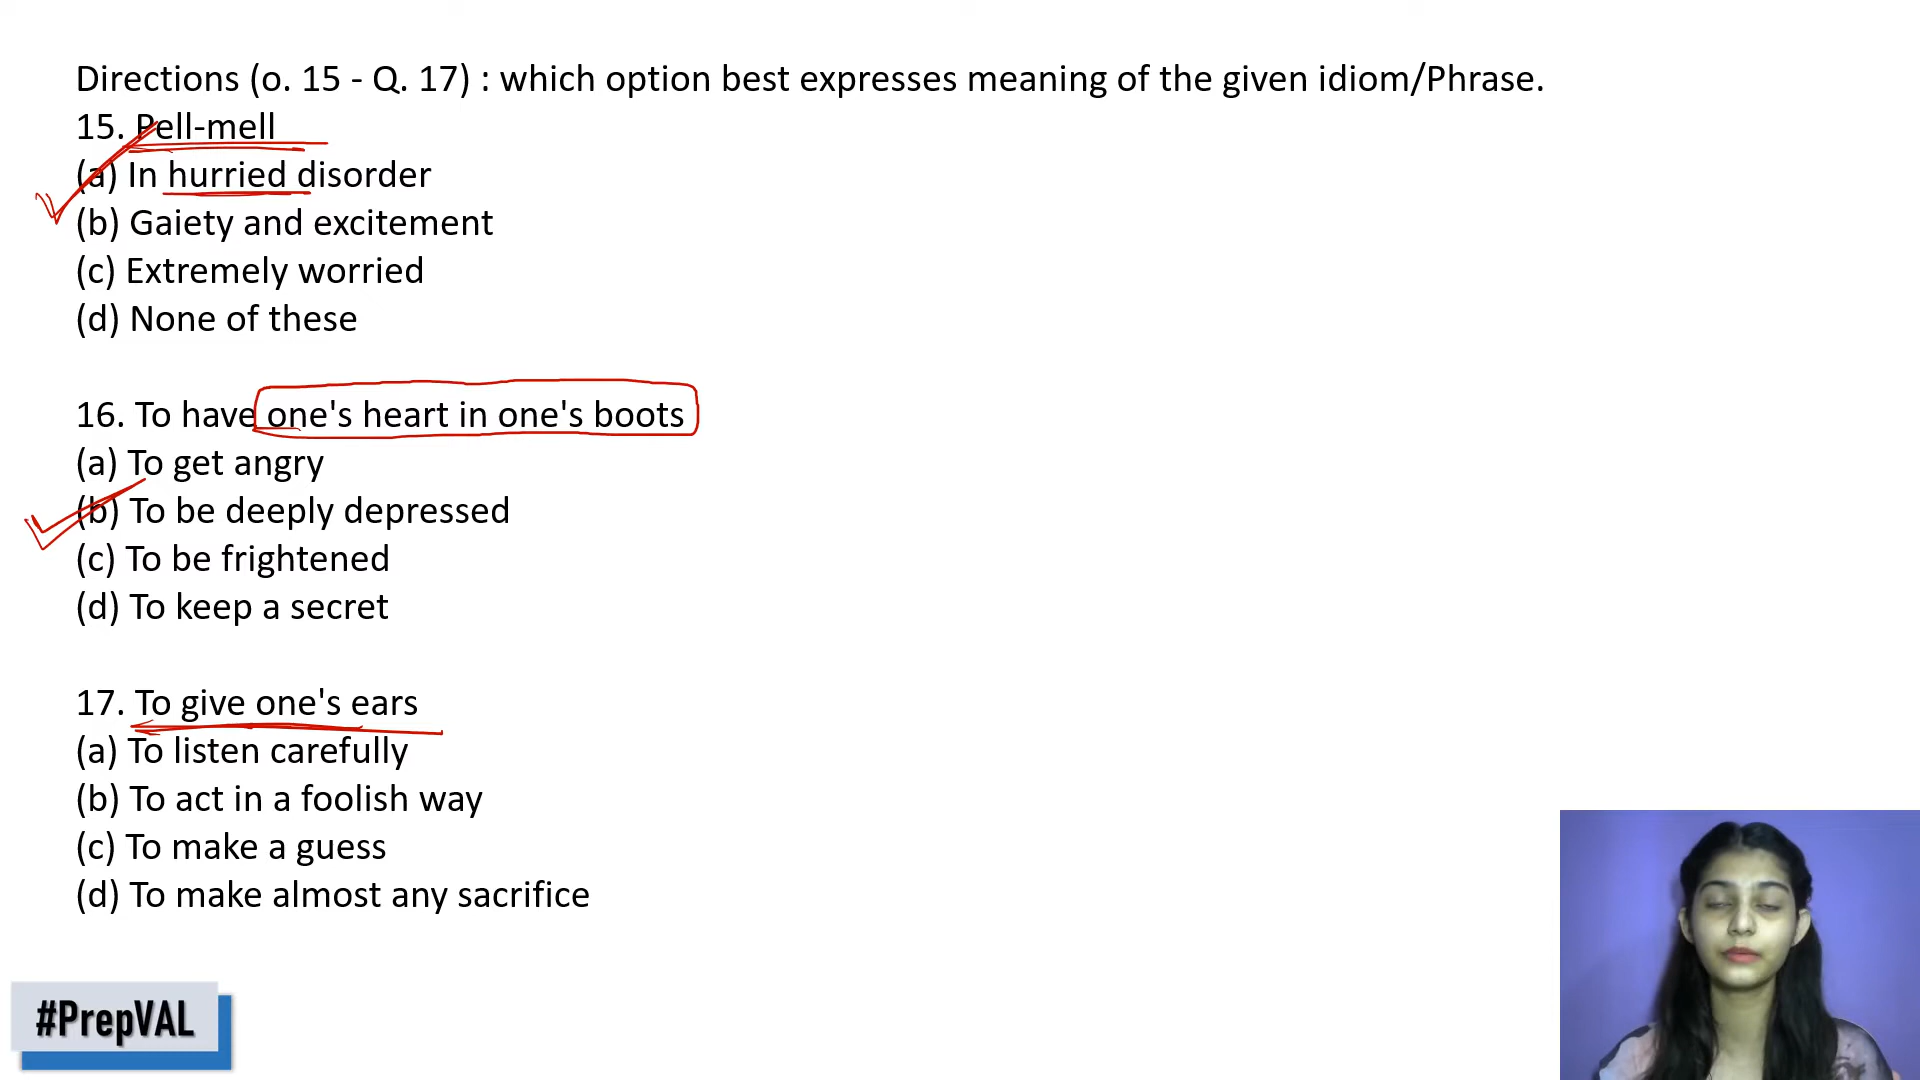 Directions (o. 15 - Q. 17) : which option best expresses meaning of the given idiom/Phrase.
15. Pell-mell
(a) In hurried disorder
(b) Gaiety and excitement
(c) Extremely worried
(d) None of these
16. To have one's heart in one's boots
(a) To get angry
(b) To be deeply depressed
(c) To be frightened
(d) To keep a secret
17. To give one's ears
(a) To listen carefully
(b) To act in a foolish way
(c) To make a guess
(d) To make almost any sacrifice
#PrepVAL